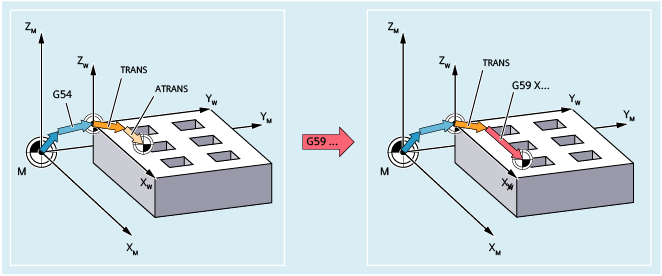 Z_M
Z_W
TRANS
G54
ATRANS
Y_W
Y_M
M
X_W
X_M
G59 ...
Z_M
Z_W
TRANS
G59 X...
Y_W
Y_M
M
X_W
X_M